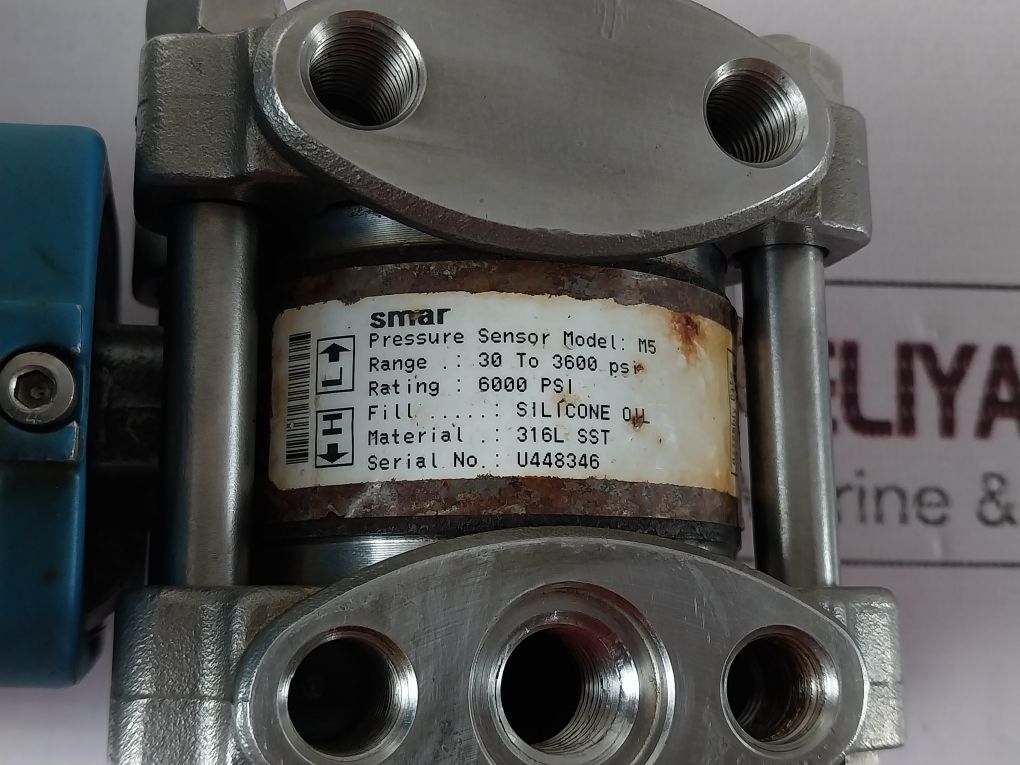 smar
Pressure Sensor Model: M5
Range . : 30 To 3600 psi
Rating : 6000 PSI
Fill.....: SILICONE OIL
Material .: 316L SST
Serial No.: U448346
L
H
ELIYA
rine &